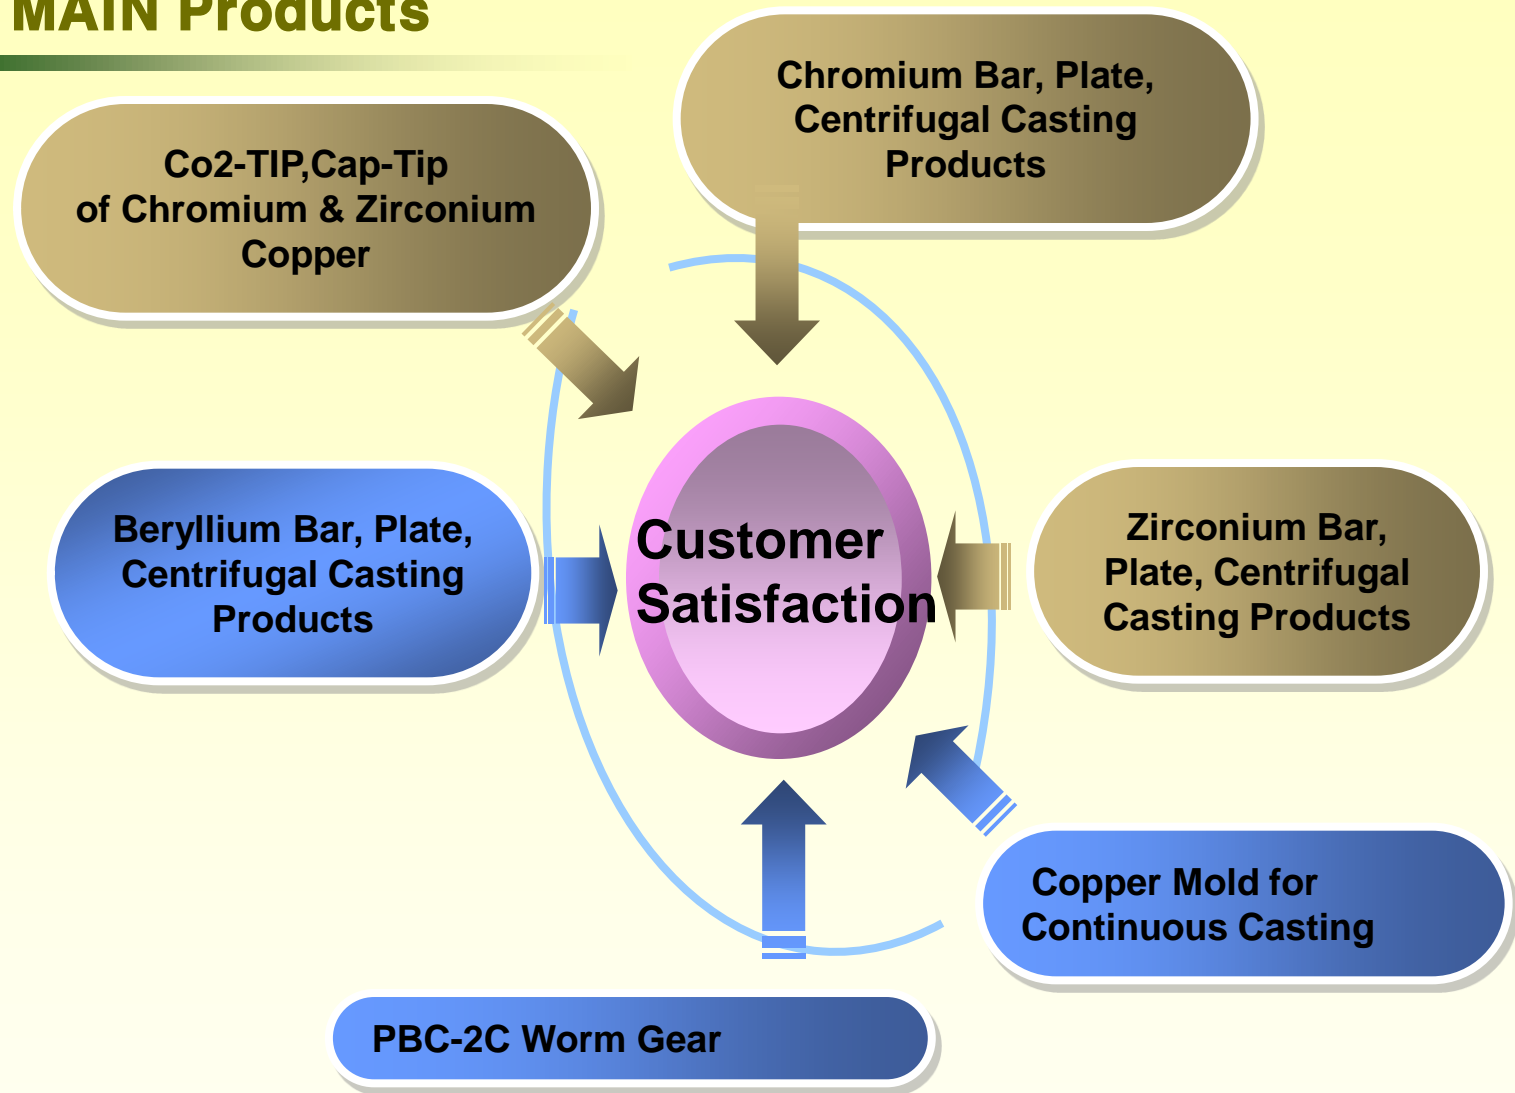 MAIN Products
Chromium Bar, Plate,
Centrifugal Casting
Products
Co2-TIP,Cap-Tip
of Chromium & Zirconium
Copper
Beryllium Bar, Plate,
Centrifugal Casting
Products
Customer
Satisfaction
Zirconium Bar,
Plate, Centrifugal
Casting Products
Copper Mold for
Continuous Casting
PBC-2C Worm Gear